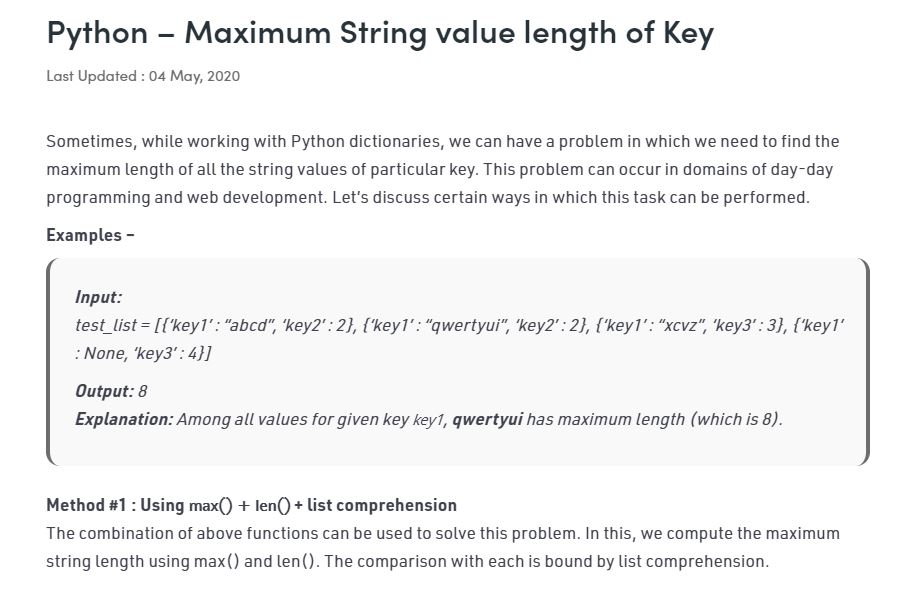 Python – Maximum String value length of Key
Last Updated : 04 May, 2020
Sometimes, while working with Python dictionaries, we can have a problem in which we need to find the
maximum length of all the string values of particular key. This problem can occur in domains of day-day
programming and web development. Let's discuss certain ways in which this task can be performed.
Examples –
Input:
test_list = [{‘key1’ : “abcd”, ‘key2’ : 2}, {‘key1’ : “qwertyui”, ‘key2’ : 2}, {‘key1’ : “xcvz”, ‘key3’ : 3}, {‘key1’
: None, ‘key3’ : 4}]
Output: 8
Explanation: Among all values for given key key1, qwertyui has maximum length (which is 8).
Method #1 : Using max() + len() + list comprehension
The combination of above functions can be used to solve this problem. In this, we compute the maximum
string length using max() and len(). The comparison with each is bound by list comprehension.